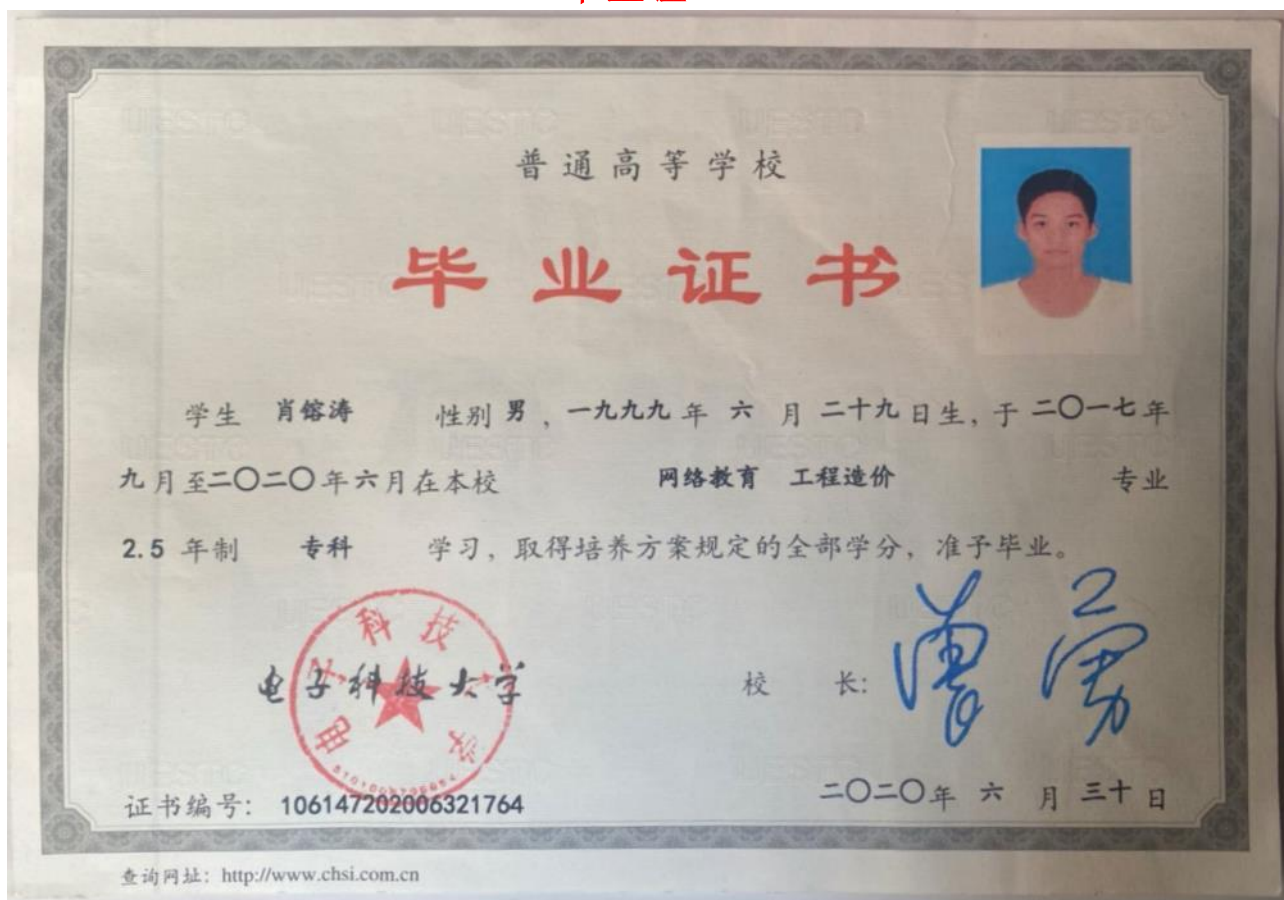 普通高等学校
毕业证书
学生 肖镕涛 性别 男，一九九九 年 六 月 二十九 日生，于 二〇一七 年
九 月至二〇二〇 年 六 月在本校 网络教育 工程造价 专业
2.5 年制 专科 学习，取得培养方案规定的全部学分，准予毕业。
电子科技大学
校 长：
证书编号： 106147202006321764
二〇二〇 年 六 月 三十 日
查询网址：http://www.chsi.com.cn